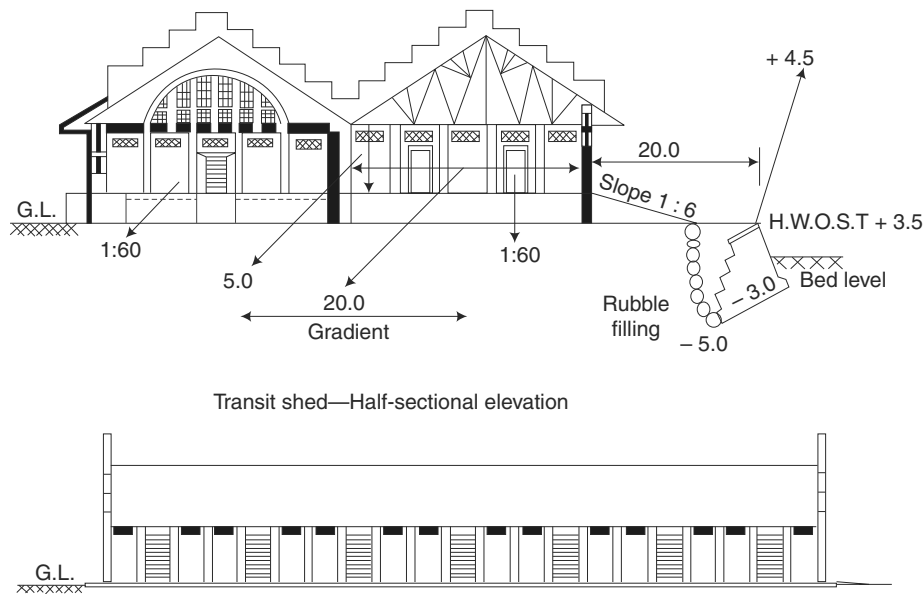 + 4.5
20.0
Slope 1 : 6
G.L.
H.W.O.S.T + 3.5
1:60
1:60
5.0
– 3.0
Bed level
20.0
Rubble
filling
Gradient
– 5.0
Transit shed—Half-sectional elevation
G.L.